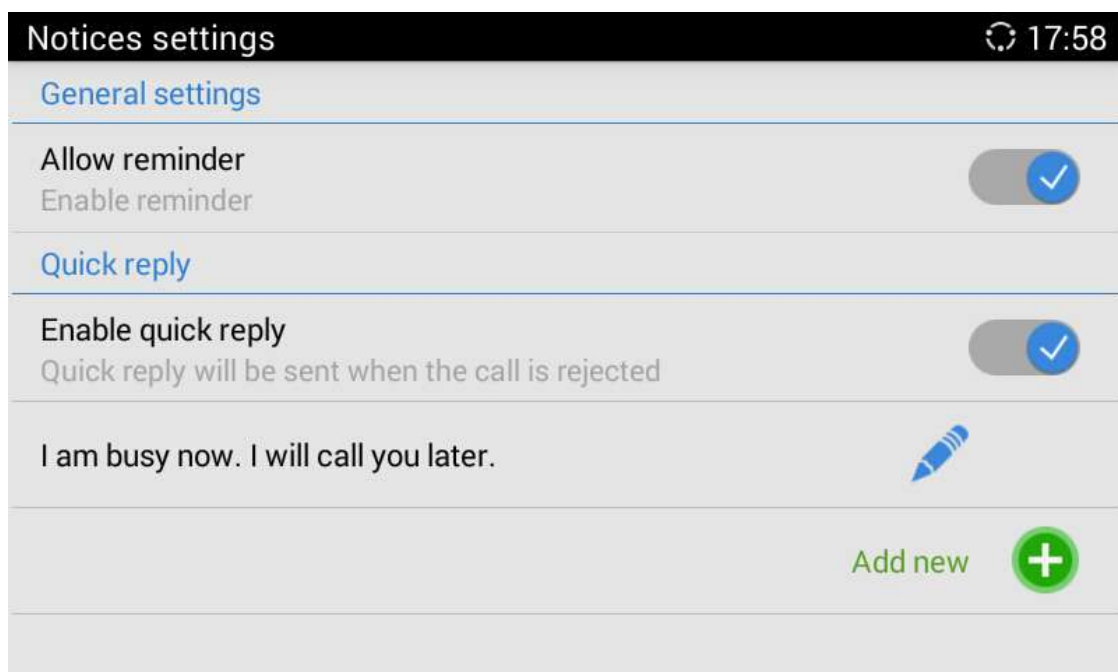 Notices settings
17:58
General settings
Allow reminder
Enable reminder
Quick reply
Enable quick reply
Quick reply will be sent when the call is rejected
I am busy now. I will call you later.
Add new